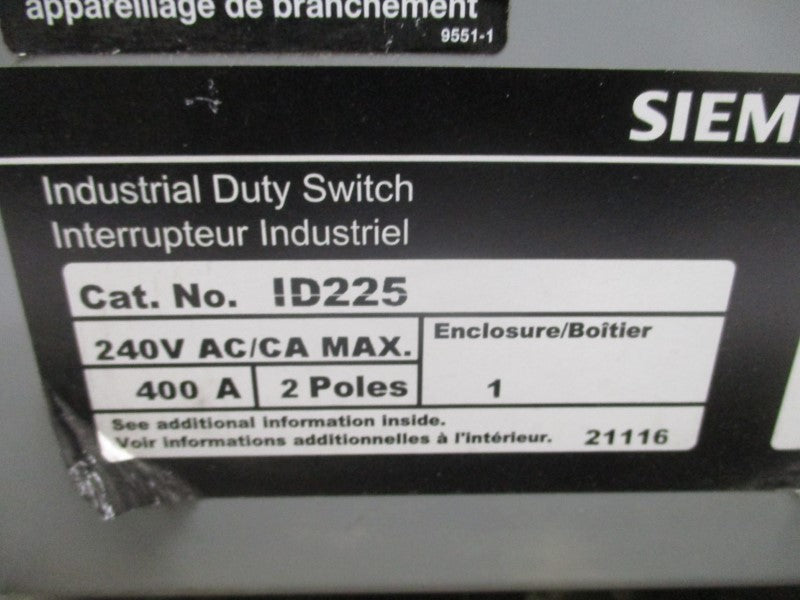 appareillage de branchement
9551-1
SIEM
Industrial Duty Switch
Interrupteur Industriel
Cat. No. ID225
240V AC/CA MAX.
Enclosure/Boîtier
400 A
2 Poles
1
See additional information inside.
Voir informations additionnelles à l'intérieur. 21116